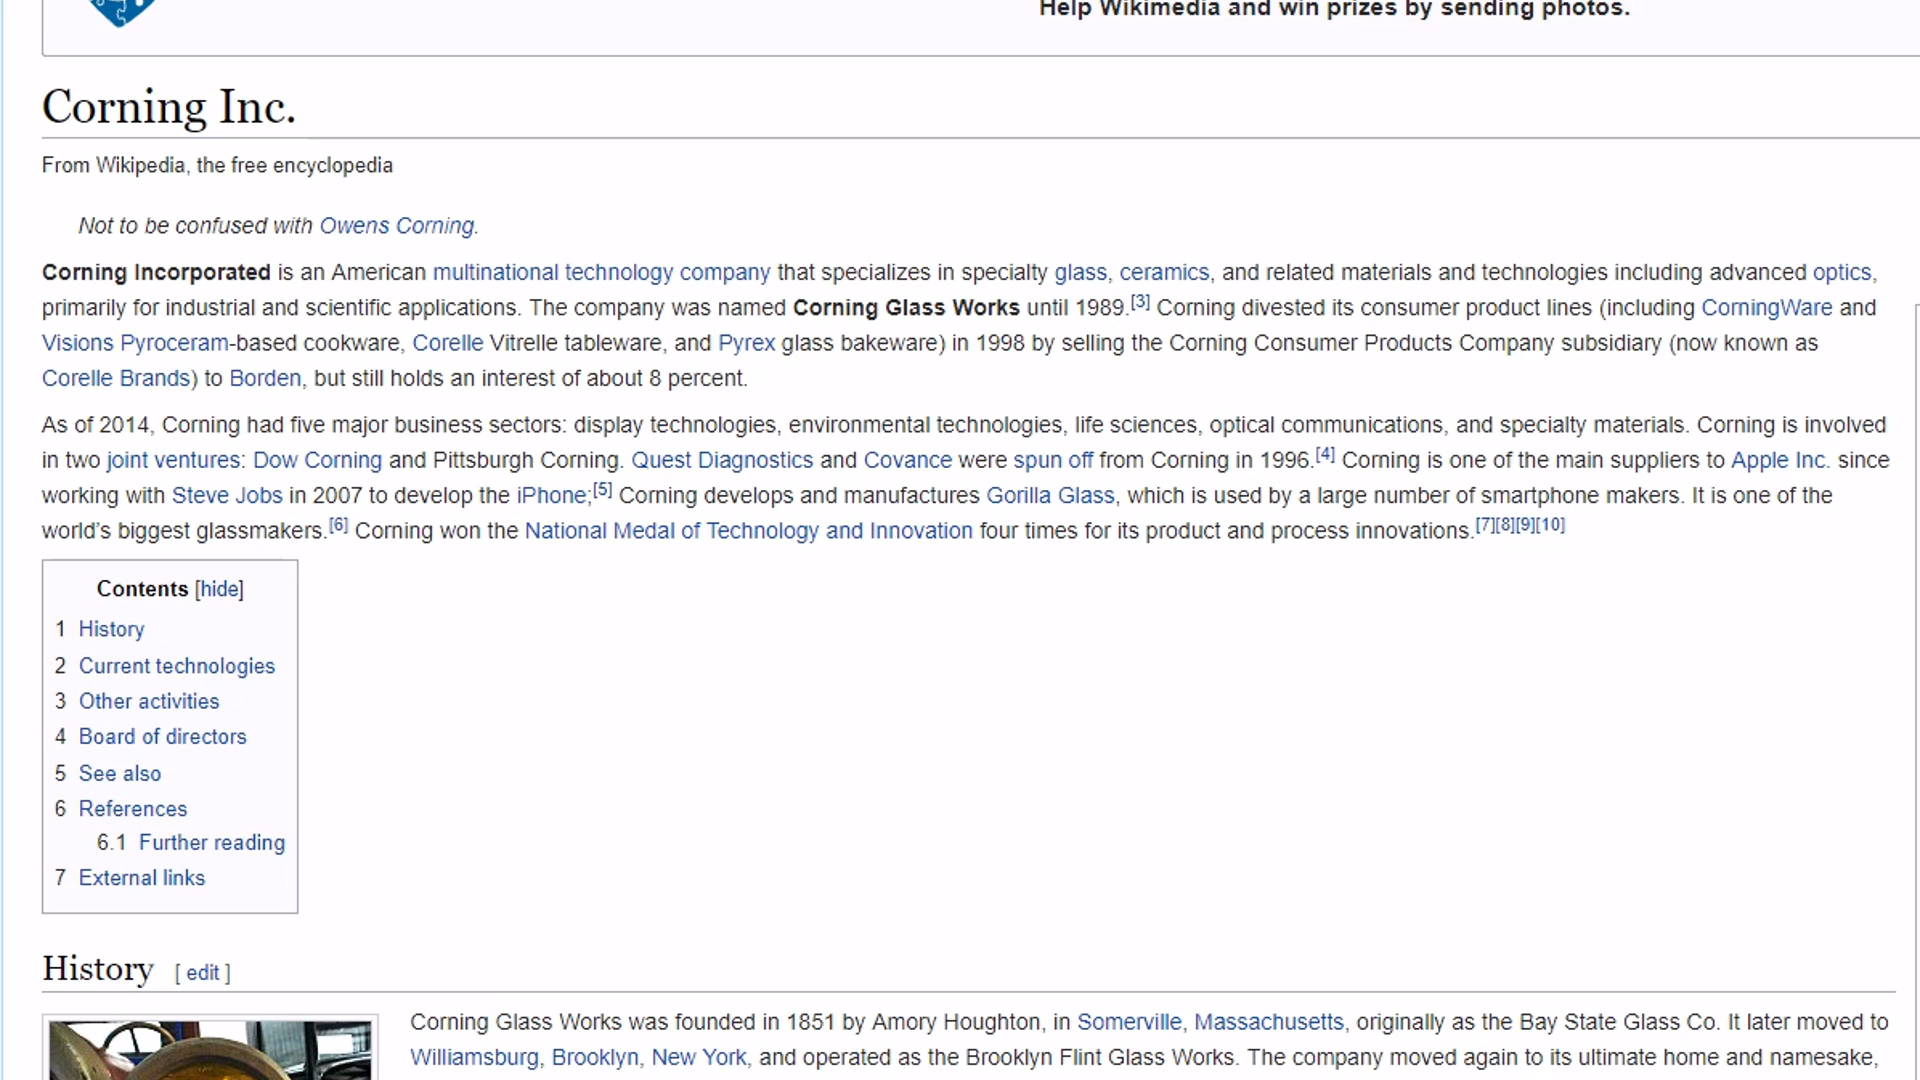 Help Wikimedia and win prizes by sending photos.
Corning Inc.
From Wikipedia, the free encyclopedia
Not to be confused with Owens Corning.
Corning Incorporated is an American multinational technology company that specializes in specialty glass, ceramics, and related materials and technologies including advanced optics,
primarily for industrial and scientific applications. The company was named Corning Glass Works until 1989.[3] Corning divested its consumer product lines (including CorningWare and
Visions Pyroceram-based cookware, Corelle Vitrelle tableware, and Pyrex glass bakeware) in 1998 by selling the Corning Consumer Products Company subsidiary (now known as
Corelle Brands) to Borden, but still holds an interest of about 8 percent.
As of 2014, Corning had five major business sectors: display technologies, environmental technologies, life sciences, optical communications, and specialty materials. Corning is involved
in two joint ventures: Dow Corning and Pittsburgh Corning. Quest Diagnostics and Covance were spun off from Corning in 1996.[4] Corning is one of the main suppliers to Apple Inc. since
working with Steve Jobs in 2007 to develop the iPhone;[5] Corning develops and manufactures Gorilla Glass, which is used by a large number of smartphone makers. It is one of the
world's biggest glassmakers.[6] Corning won the National Medal of Technology and Innovation four times for its product and process innovations.[7][8][9][10]
Contents [hide]
1 History
2 Current technologies
3 Other activities
4 Board of directors
5 See also
6 References
6.1 Further reading
7 External links
History [ edit ]
Corning Glass Works was founded in 1851 by Amory Houghton, in Somerville, Massachusetts, originally as the Bay State Glass Co. It later moved to
Williamsburg, Brooklyn, New York, and operated as the Brooklyn Flint Glass Works. The company moved again to its ultimate home and namesake,